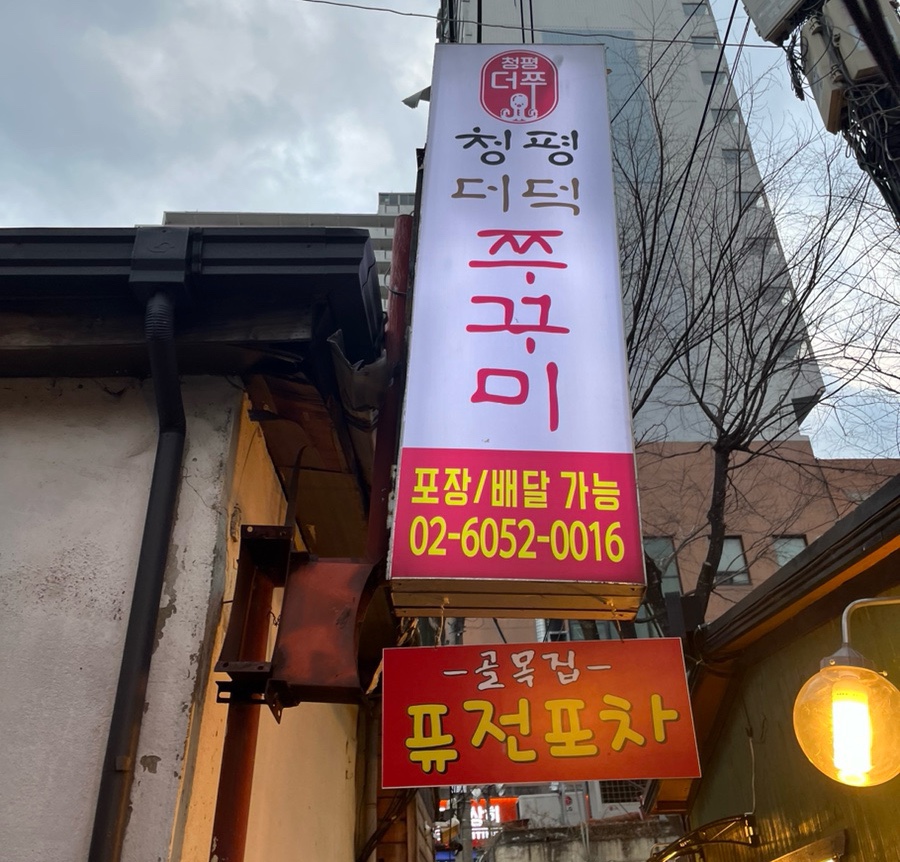 청평
더쭈
청평
더덕
쭈
꾸
미
포장/배달 가능
02-6052-0016
-골목집-
퓨전포차